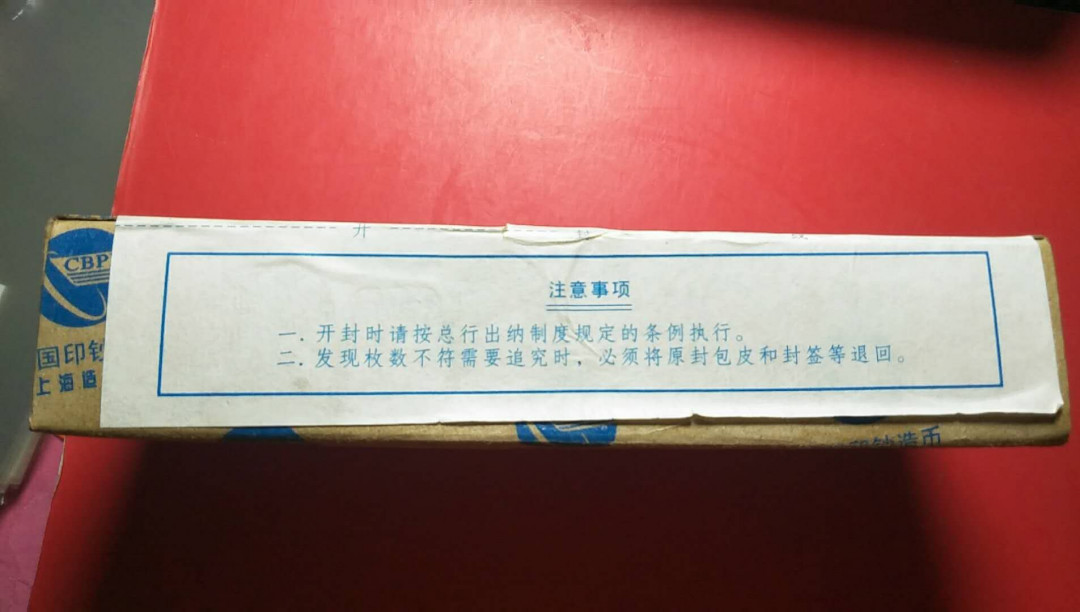 开 封 线
CBP
注意事项
一. 开封时请按总行出纳制度规定的条例执行。
二. 发现枚数不符需要追究时，必须将原封包皮和封签等退回。
国印钞
上海造
印钞造币